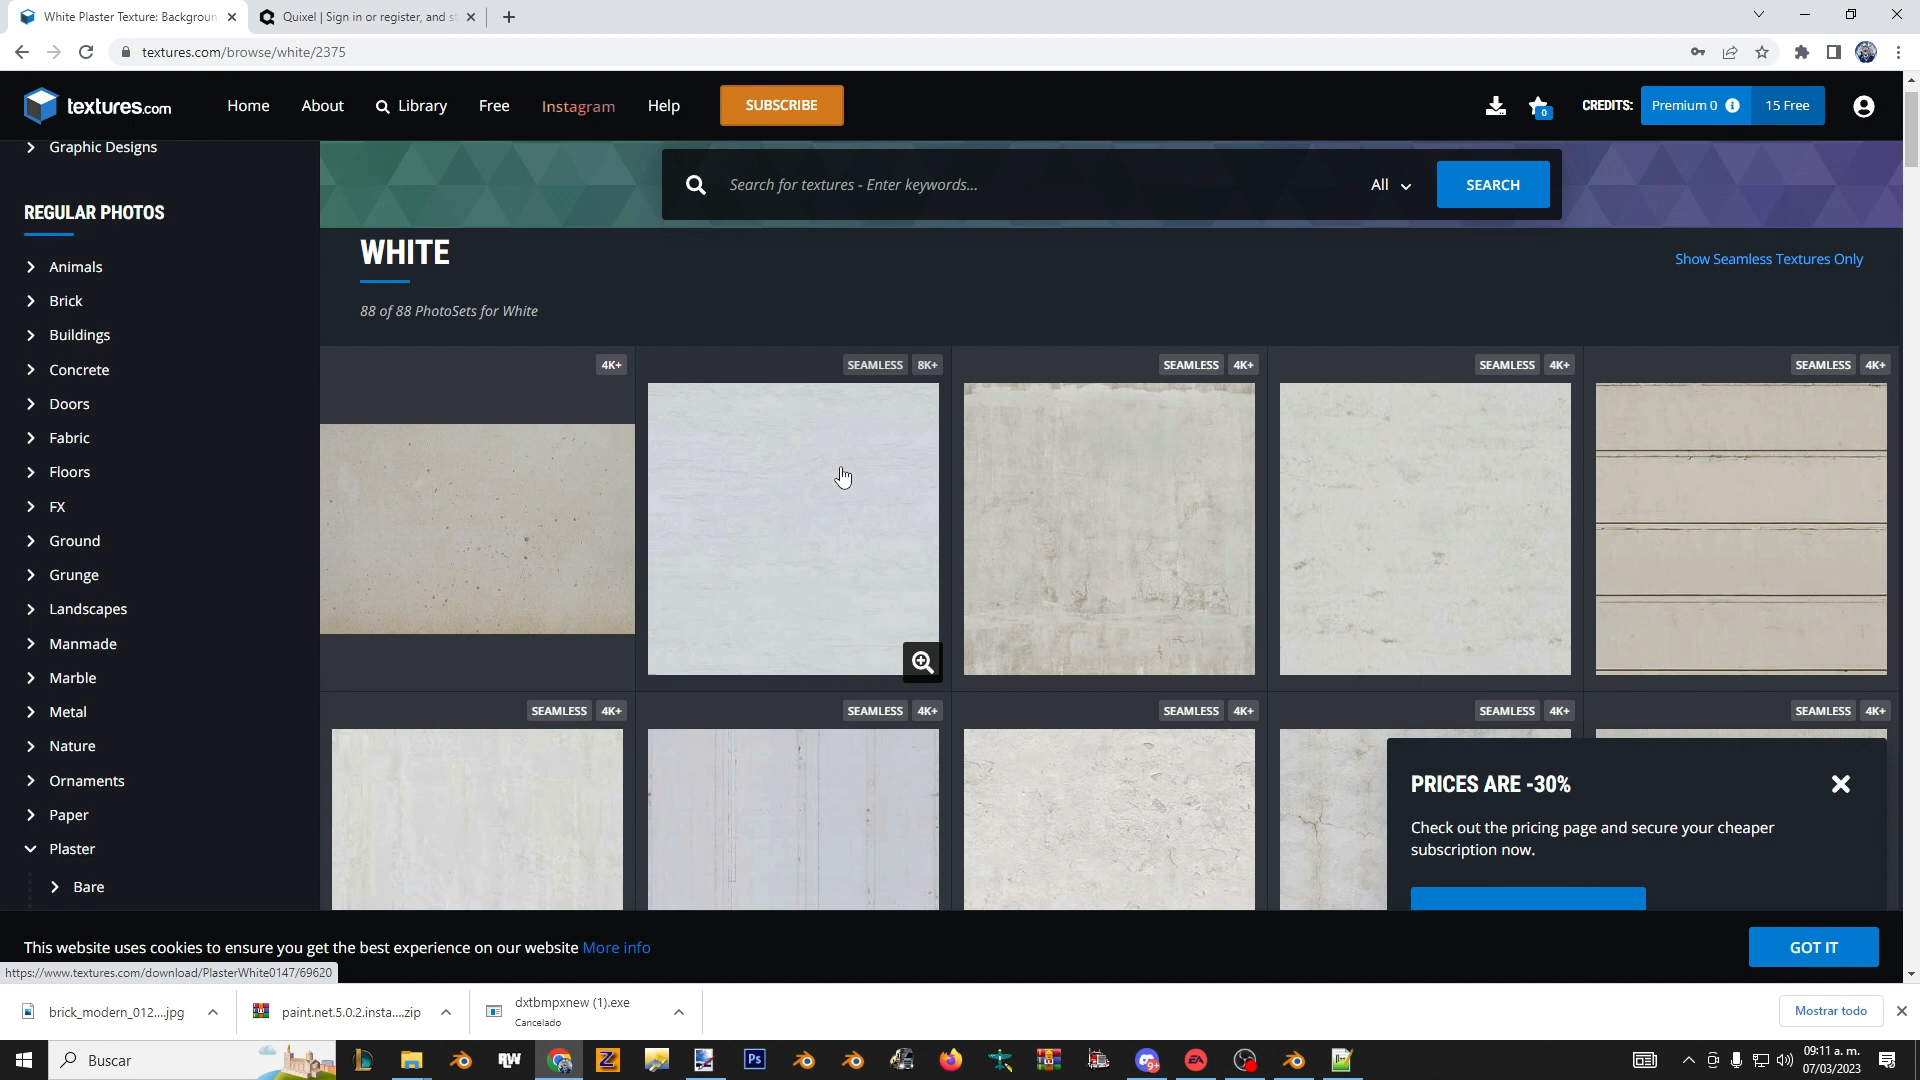 White Plaster Texture: Backgroun
Quixel | Sign in or register, and st
textures.com/browse/white/2375
textures.com
Home
About
Library
Free
Instagram
Help
SUBSCRIBE
0
CREDITS:
Premium 0
15 Free
Graphic Designs
REGULAR PHOTOS
Animals
Brick
Buildings
Concrete
Doors
Fabric
Floors
FX
Ground
Grunge
Landscapes
Manmade
Marble
Metal
Nature
Ornaments
Paper
Plaster
Bare
Search for textures - Enter keywords...
All
SEARCH
WHITE
Show Seamless Textures Only
88 of 88 PhotoSets for White
4K+
SEAMLESS 8K+
SEAMLESS 4K+
SEAMLESS 4K+
SEAMLESS 4K+
SEAMLESS 4K+
SEAMLESS 4K+
SEAMLESS 4K+
SEAMLESS 4K+
SEAMLESS 4K+
PRICES ARE -30%
Check out the pricing page and secure your cheaper
subscription now.
This website uses cookies to ensure you get the best experience on our website More info
GOT IT
https://www.textures.com/download/PlasterWhite0147/69620
brick_modern_012....jpg
paint.net.5.0.2.insta....zip
dxtbmpxnew (1).exe
Cancelado
Mostrar todo
Buscar
RW
Z
Ps
9+
EA
09:11 a. m.
07/03/2023